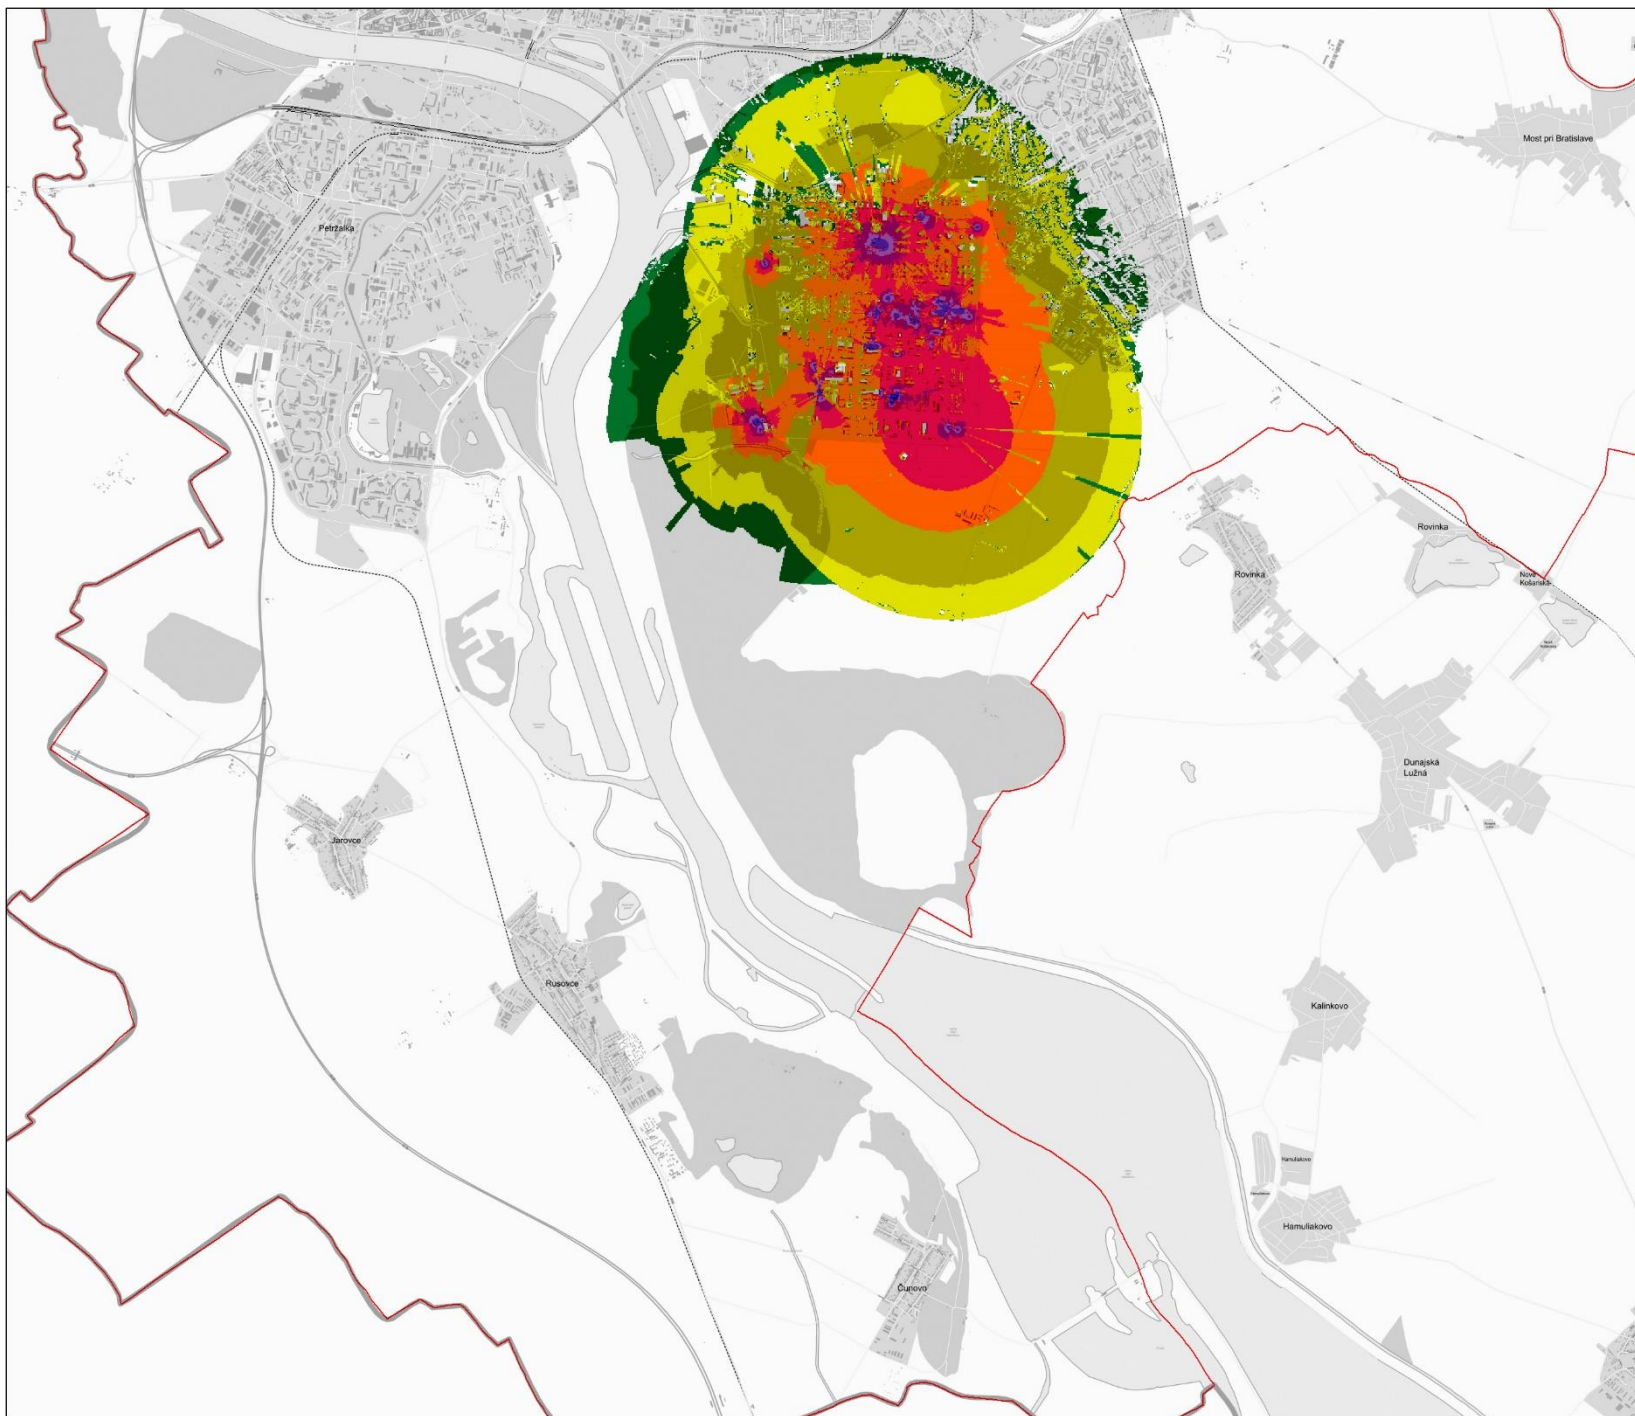 Most pri Bratislave
Petržalka
Rovinka
Rovinka
Nové
Košariská
Dunajská
Lužná
Jarovce
Rusovce
Kalinkovo
Hamuliakovo
Hamuliakovo
Čunovo